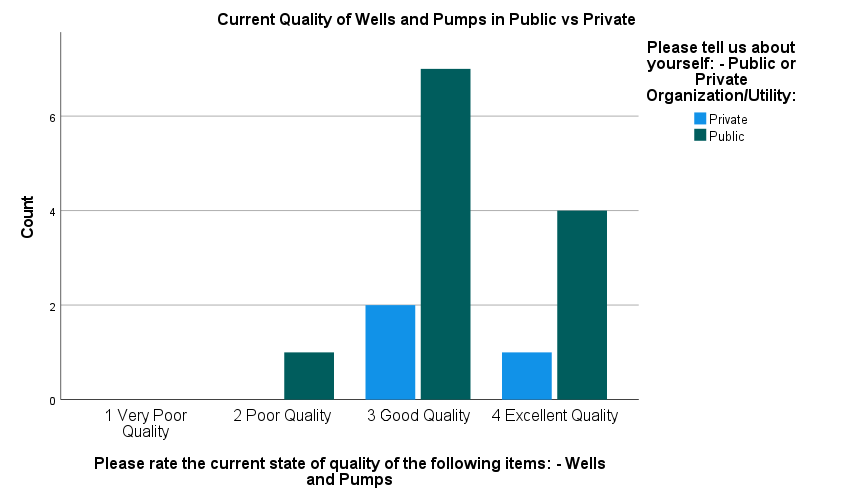 Current Quality of Wells and Pumps in Public vs Private
Please tell us about
yourself: - Public or
Private
Organization/Utility:
Private
Public
Count
6
4
2
0
1 Very Poor
Quality
2 Poor Quality
3 Good Quality
4 Excellent Quality
Please rate the current state of quality of the following items: - Wells
and Pumps